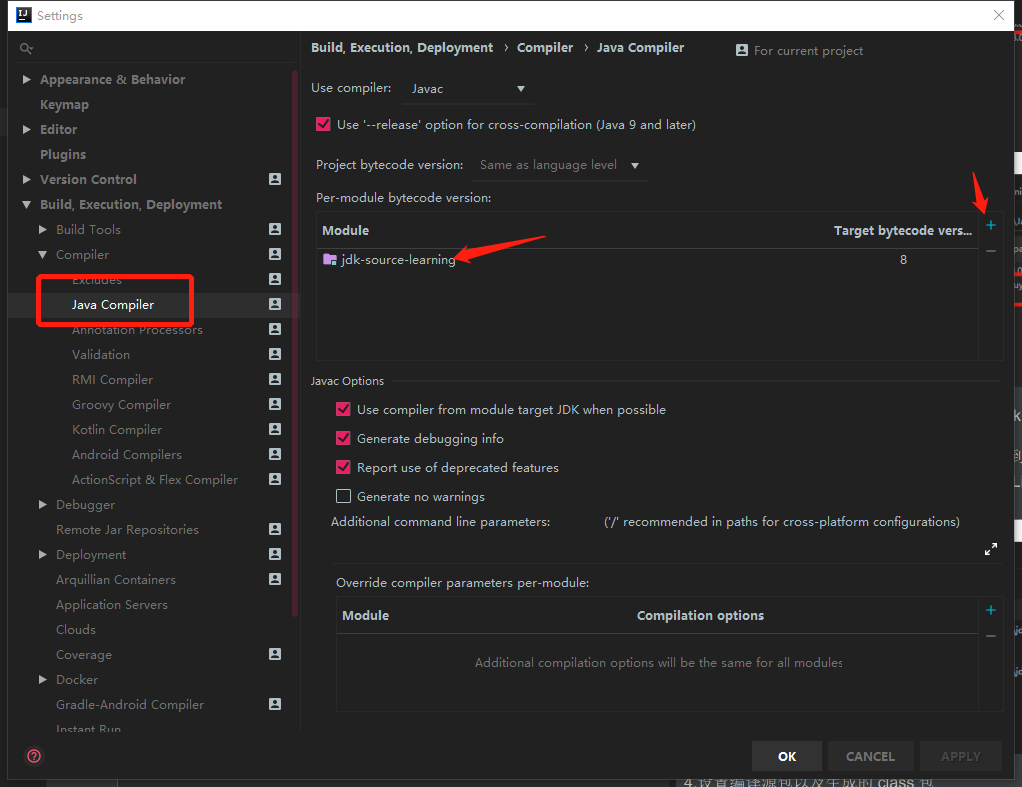 Settings
Build, Execution, Deployment › Compiler › Java Compiler
For current project
Appearance & Behavior
Keymap
Editor
Plugins
Version Control
Build, Execution, Deployment
Build Tools
Compiler
Excludes
Java Compiler
Annotation Processors
Validation
RMI Compiler
Groovy Compiler
Kotlin Compiler
Android Compilers
ActionScript & Flex Compiler
Debugger
Remote Jar Repositories
Deployment
Arquillian Containers
Application Servers
Clouds
Coverage
Docker
Gradle-Android Compiler
Instant Run
Use compiler: Javac
Use '--release' option for cross-compilation (Java 9 and later)
Project bytecode version: Same as language level
Per-module bytecode version:
Module Target bytecode vers...
jdk-source-learning 8
Javac Options
Use compiler from module target JDK when possible
Generate debugging info
Report use of deprecated features
Generate no warnings
Additional command line parameters: ('/' recommended in paths for cross-platform configurations)
Override compiler parameters per-module:
Module Compilation options
Additional compilation options will be the same for all modules
OK CANCEL APPLY
4.设置编译源包以及生成的 class 包